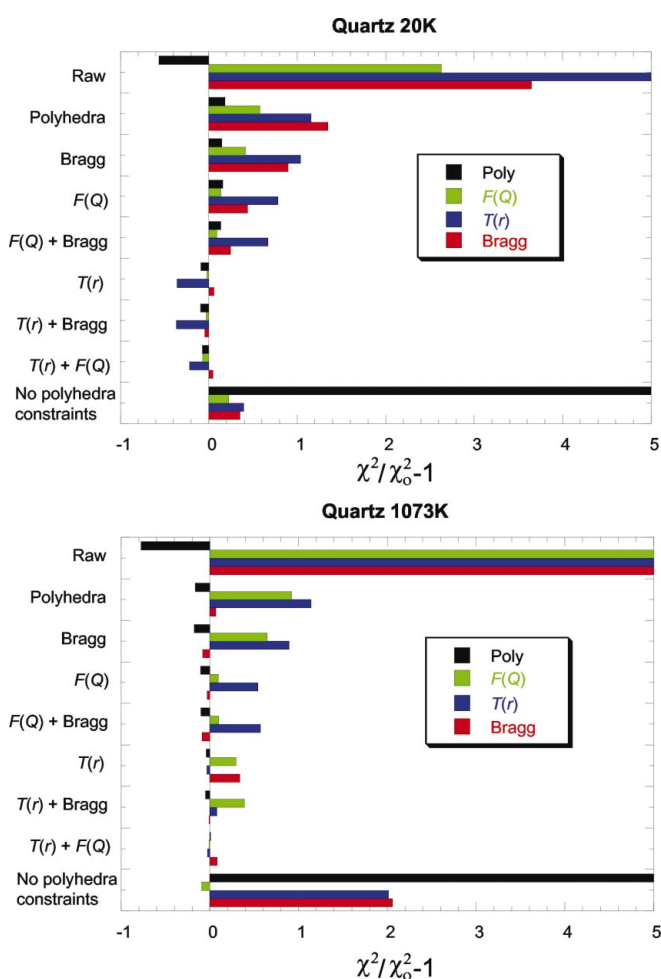 Quartz 20K
Raw
Polyhedra
Bragg
F(Q)
F(Q) + Bragg
T(r)
T(r) + Bragg
T(r) + F(Q)
No polyhedra
constraints
Poly
F(Q)
T(r)
Bragg
-1 0 1 2 3 4 5
χ²/χₒ²-1
Quartz 1073K
Raw
Polyhedra
Bragg
F(Q)
F(Q) + Bragg
T(r)
T(r) + Bragg
T(r) + F(Q)
No polyhedra
constraints
Poly
F(Q)
T(r)
Bragg
-1 0 1 2 3 4 5
χ²/χₒ²-1